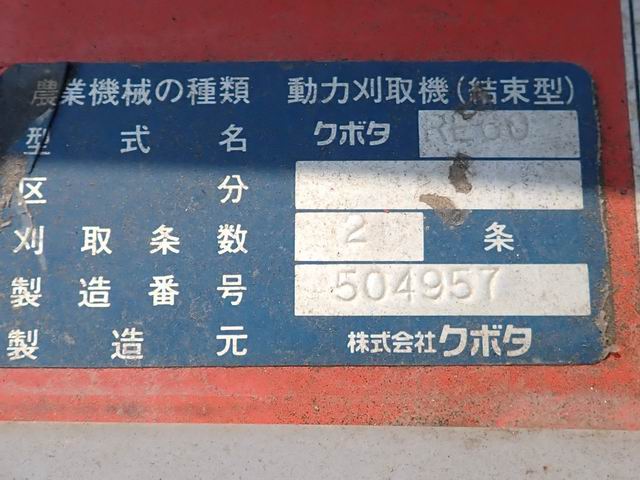 農業機械の種類 動力刈取機(結束型)
型式名 クボタ RE60
区分
刈取条数 2 条
製造番号 504957
製造元 株式会社クボタ